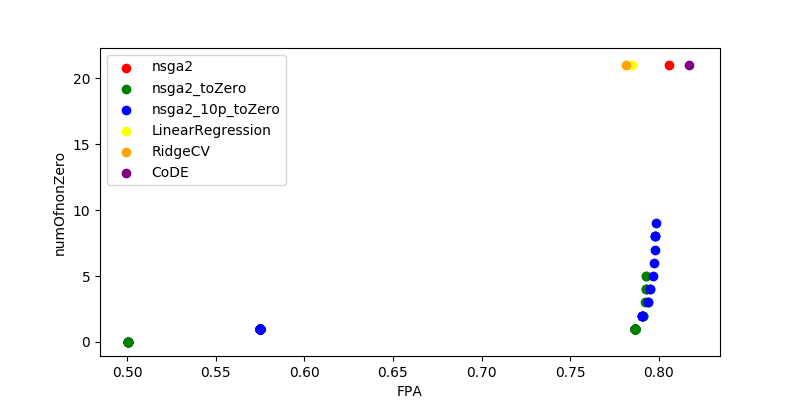 nsga2
nsga2_toZero
nsga2_10p_toZero
LinearRegression
RidgeCV
CoDE
numOfnonZero
20
15
10
5
0
0.50 0.55 0.60 0.65 0.70 0.75 0.80
FPA